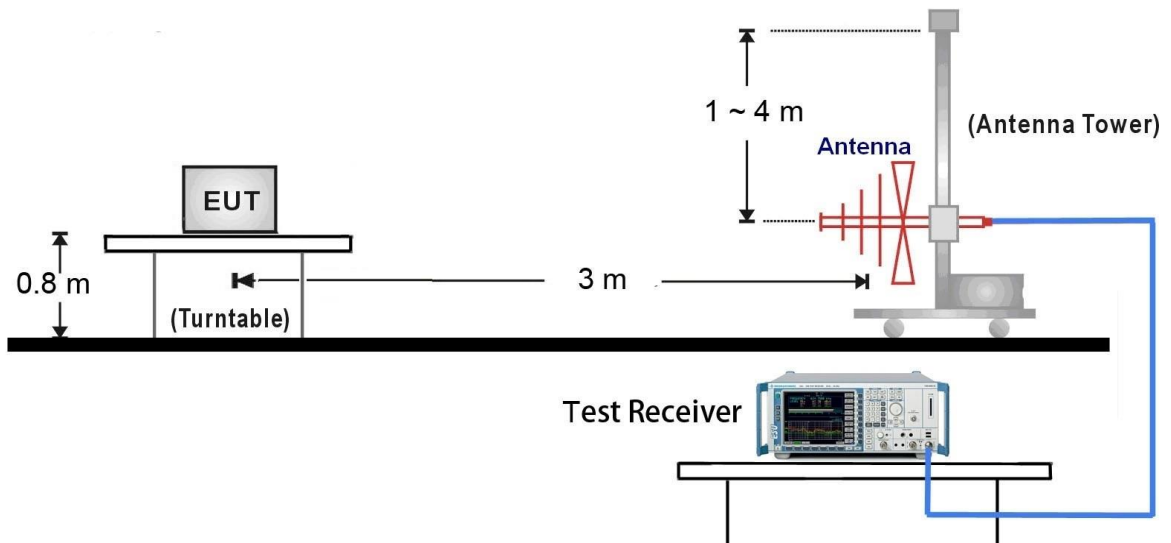 1 ~ 4 m
(Antenna Tower)
Antenna
EUT
0.8 m
3 m
(Turntable)
Test Receiver